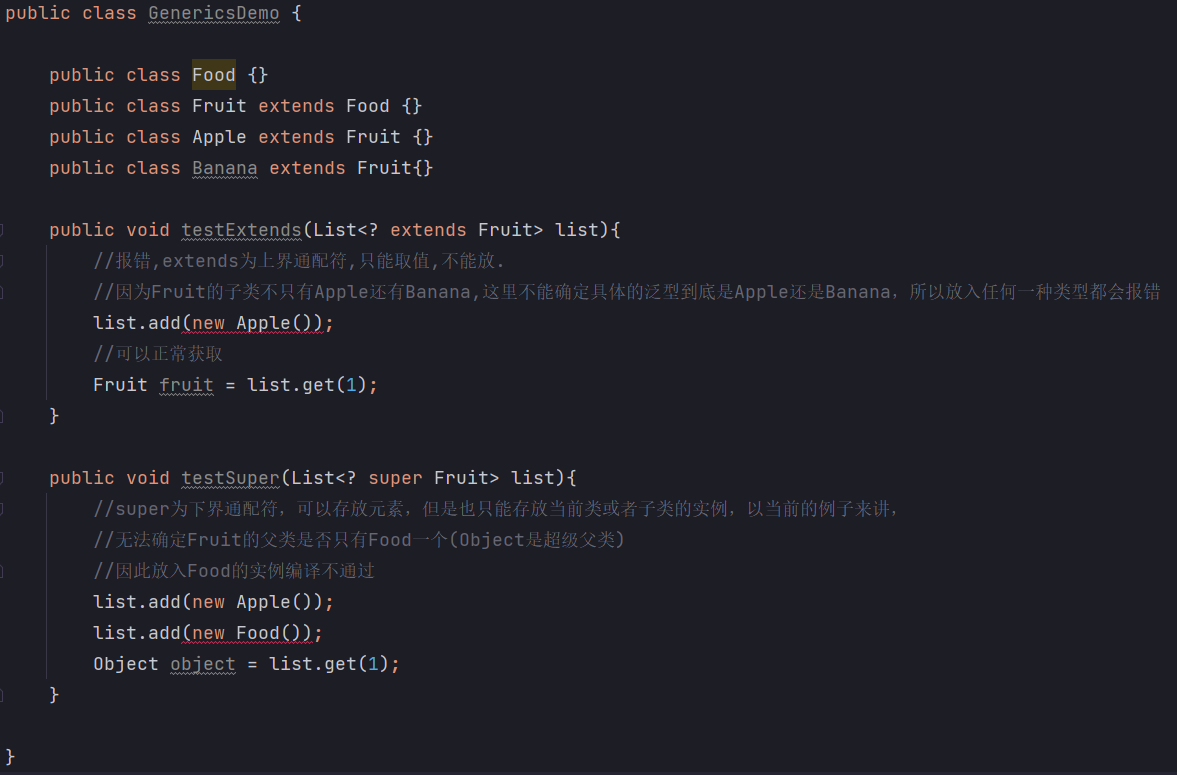 public class GenericsDemo {
public class Food {}
public class Fruit extends Food {}
public class Apple extends Fruit {}
public class Banana extends Fruit{}
public void testExtends(List<? extends Fruit> list){
//报错,extends为上界通配符,只能取值,不能放.
//因为Fruit的子类不只有Apple还有Banana,这里不能确定具体的泛型到底是Apple还是Banana，所以放入任何一种类型都会报错
list.add(new Apple());
//可以正常获取
Fruit fruit = list.get(1);
}
public void testSuper(List<? super Fruit> list){
//super为下界通配符，可以存放元素，但是也只能存放当前类或者子类的实例，以当前的例子来讲，
//无法确定Fruit的父类是否只有Food一个(Object是超级父类)
//因此放入Food的实例编译不通过
list.add(new Apple());
list.add(new Food());
Object object = list.get(1);
}
}